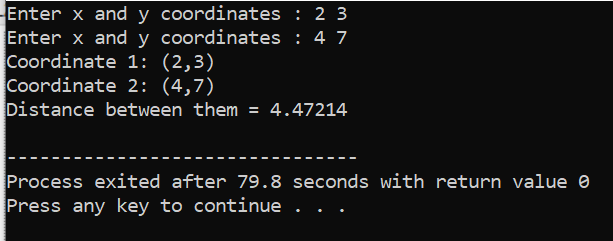 Enter x and y coordinates : 2 3
Enter x and y coordinates : 4 7
Coordinate 1: (2,3)
Coordinate 2: (4,7)
Distance between them = 4.47214
--------------------------------
Process exited after 79.8 seconds with return value 0
Press any key to continue . . .